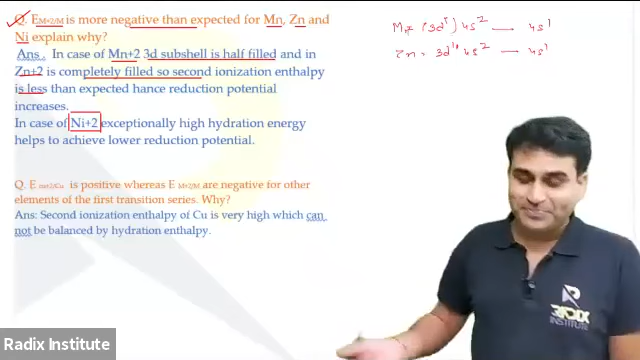 Q. E M+2/M is more negative than expected for Mn, Zn and
Ni explain why?
Ans. In case of Mn+2 3d subshell is half filled and in
Zn+2 is completely filled so second ionization enthalpy
is less than expected hance reduction potential
increases.
In case of Ni+2 exceptionally high hydration energy
helps to achieve lower reduction potential.
Q. E cu+2/Cu is positive whereas E M+2/M are negative for other
elements of the first transition series. Why?
Ans: Second ionization enthalpy of Cu is very high which can
not be balanced by hydration enthalpy.
Mn (3d⁵) 4s² — 4s¹
Zn = 3d¹⁰ 4s² — 4s¹
RADIX
INSTITUTE
Radix Institute